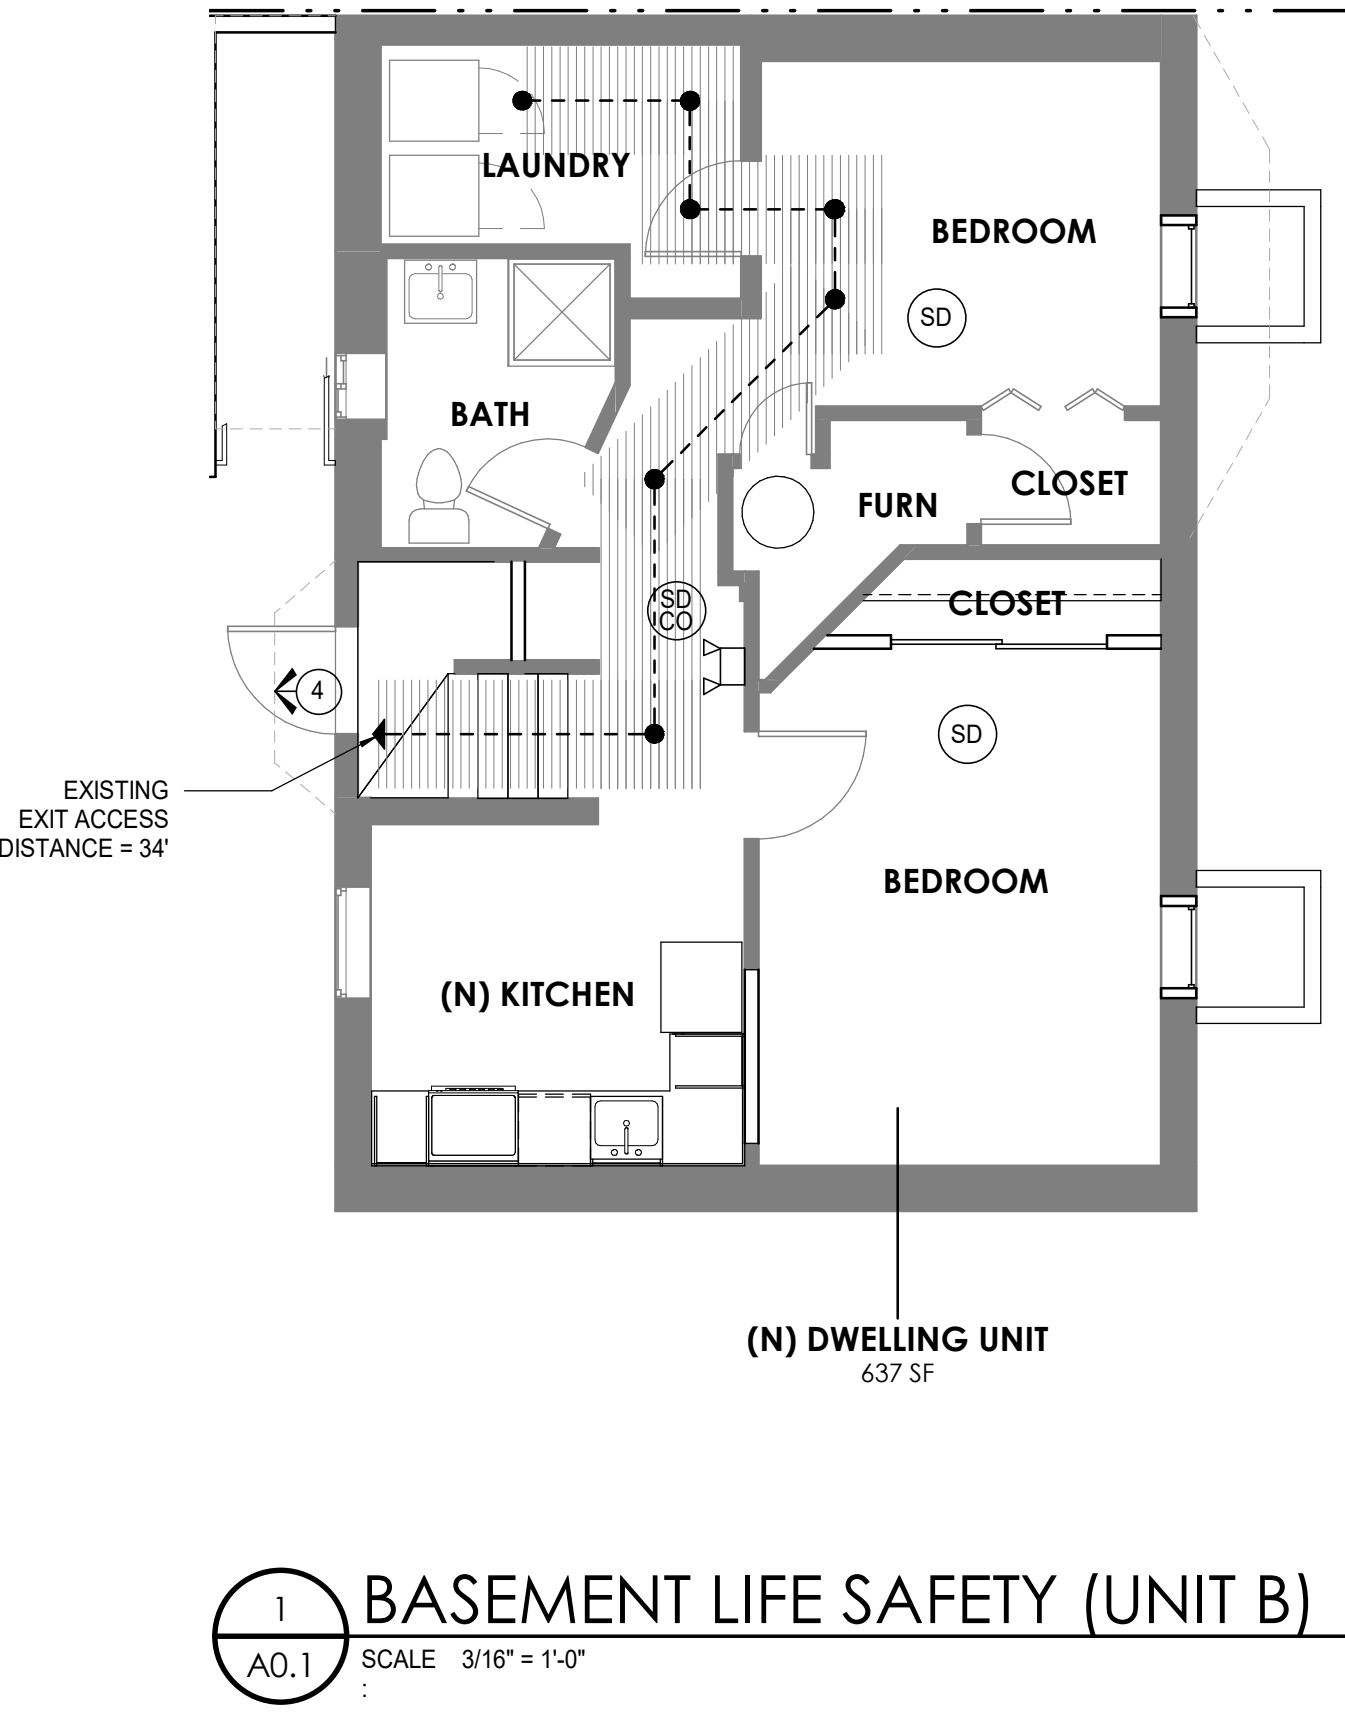 LAUNDRY
BEDROOM
SD
BATH
CLOSET
FURN
CLOSET
SD
CO
4
SD
EXISTING
EXIT ACCESS
DISTANCE = 34'
BEDROOM
(N) KITCHEN
(N) DWELLING UNIT
637 SF
1
BASEMENT LIFE SAFETY (UNIT B)
A0.1
SCALE 3/16" = 1'-0"
: